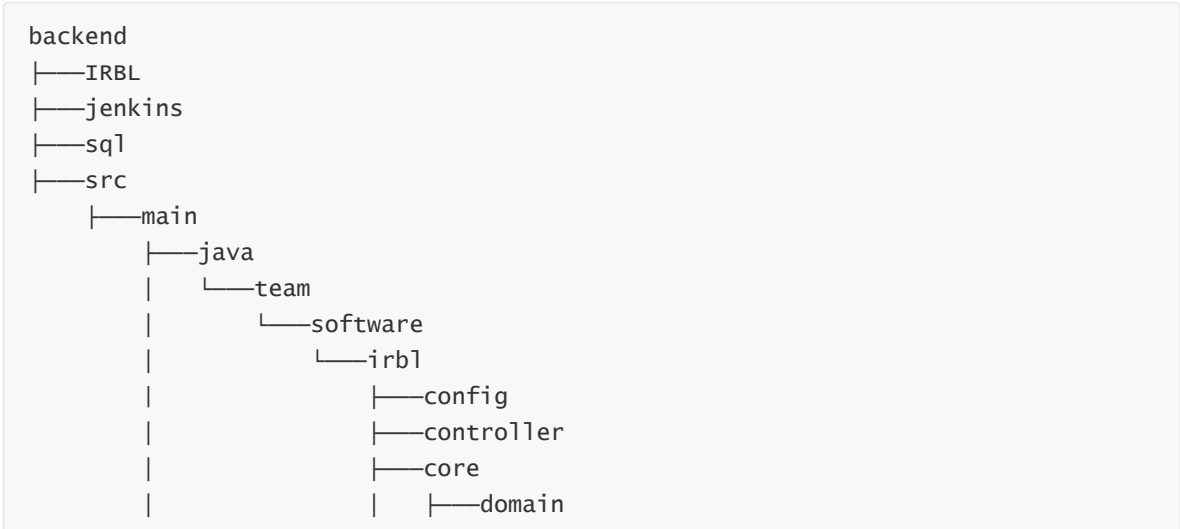 backend
├───IRBL
├───jenkins
├───sql
├───src
    ├───main
        ├───java
        │   └───team
        │       └───software
        │           └───irbl
        │               ├───config
        │               ├───controller
        │               ├───core
        │               │   ├───domain